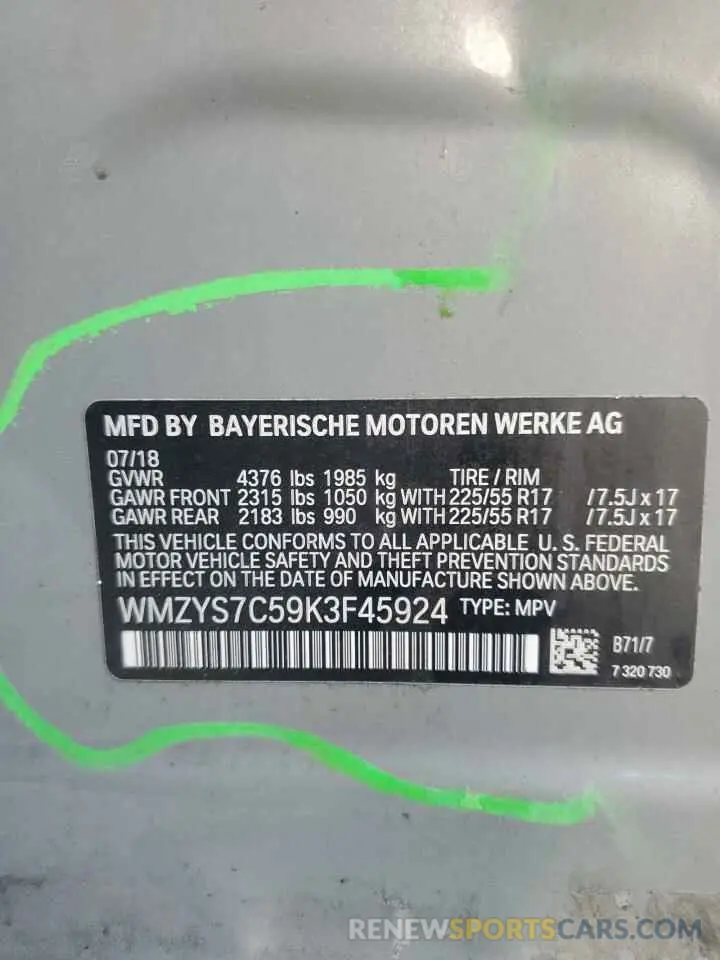 MFD BY BAYERISCHE MOTOREN WERKE AG
07/18
GVWR 4376 lbs 1985 kg TIRE / RIM
GAWR FRONT 2315 lbs 1050 kg WITH 225/55 R17 /7.5J x 17
GAWR REAR 2183 lbs 990 kg WITH 225/55 R17 /7.5J x 17
THIS VEHICLE CONFORMS TO ALL APPLICABLE U. S. FEDERAL
MOTOR VEHICLE SAFETY AND THEFT PREVENTION STANDARDS
IN EFFECT ON THE DATE OF MANUFACTURE SHOWN ABOVE.
WMZYS7C59K3F45924 TYPE: MPV
B71/7
7 320 730
RENEWSPORTSCARS.COM